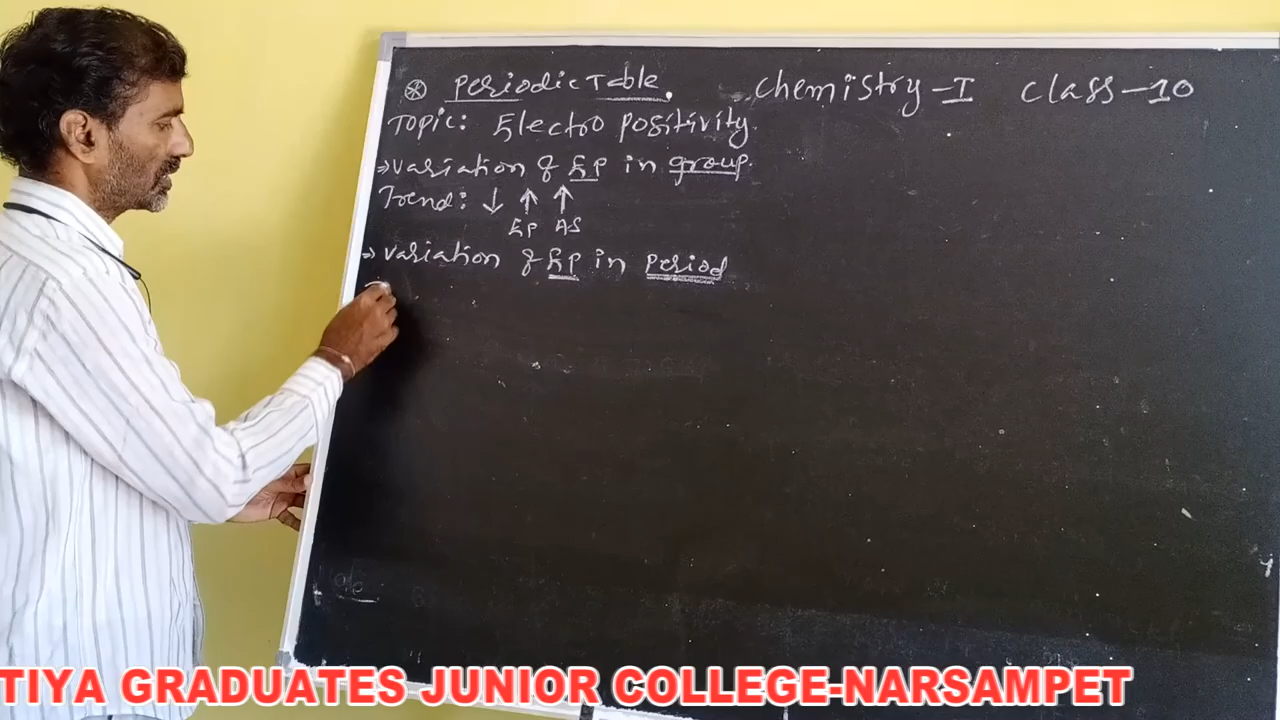 Periodic Table. Chemistry-I Class-10
Topic: Electro positivity.
⇒ variation of EP in group.
Trend: ↓ ↑ ↑
EP AS
⇒ variation of EP in Period
TIYA GRADUATES JUNIOR COLLEGE-NARSAMPET